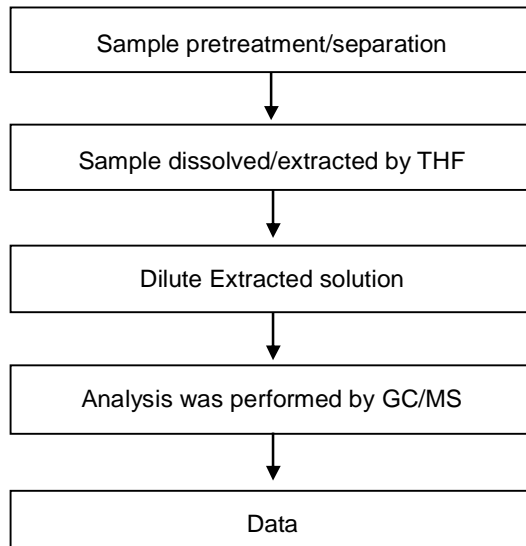 Sample pretreatment/separation
Sample dissolved/extracted by THF
Dilute Extracted solution
Analysis was performed by GC/MS
Data